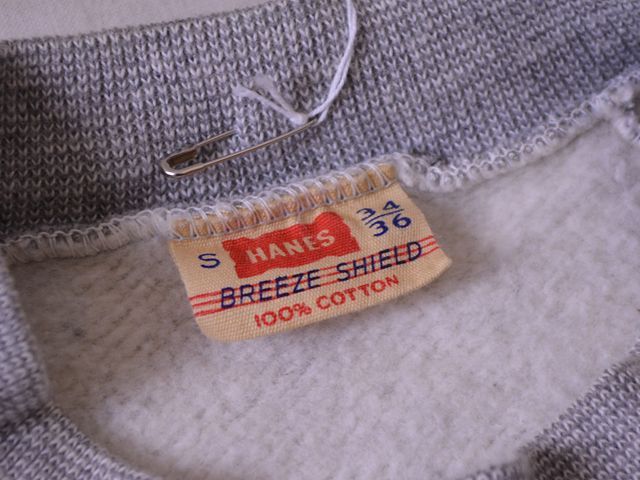 S HANES 34/36
BREEZE SHIELD
100% COTTON